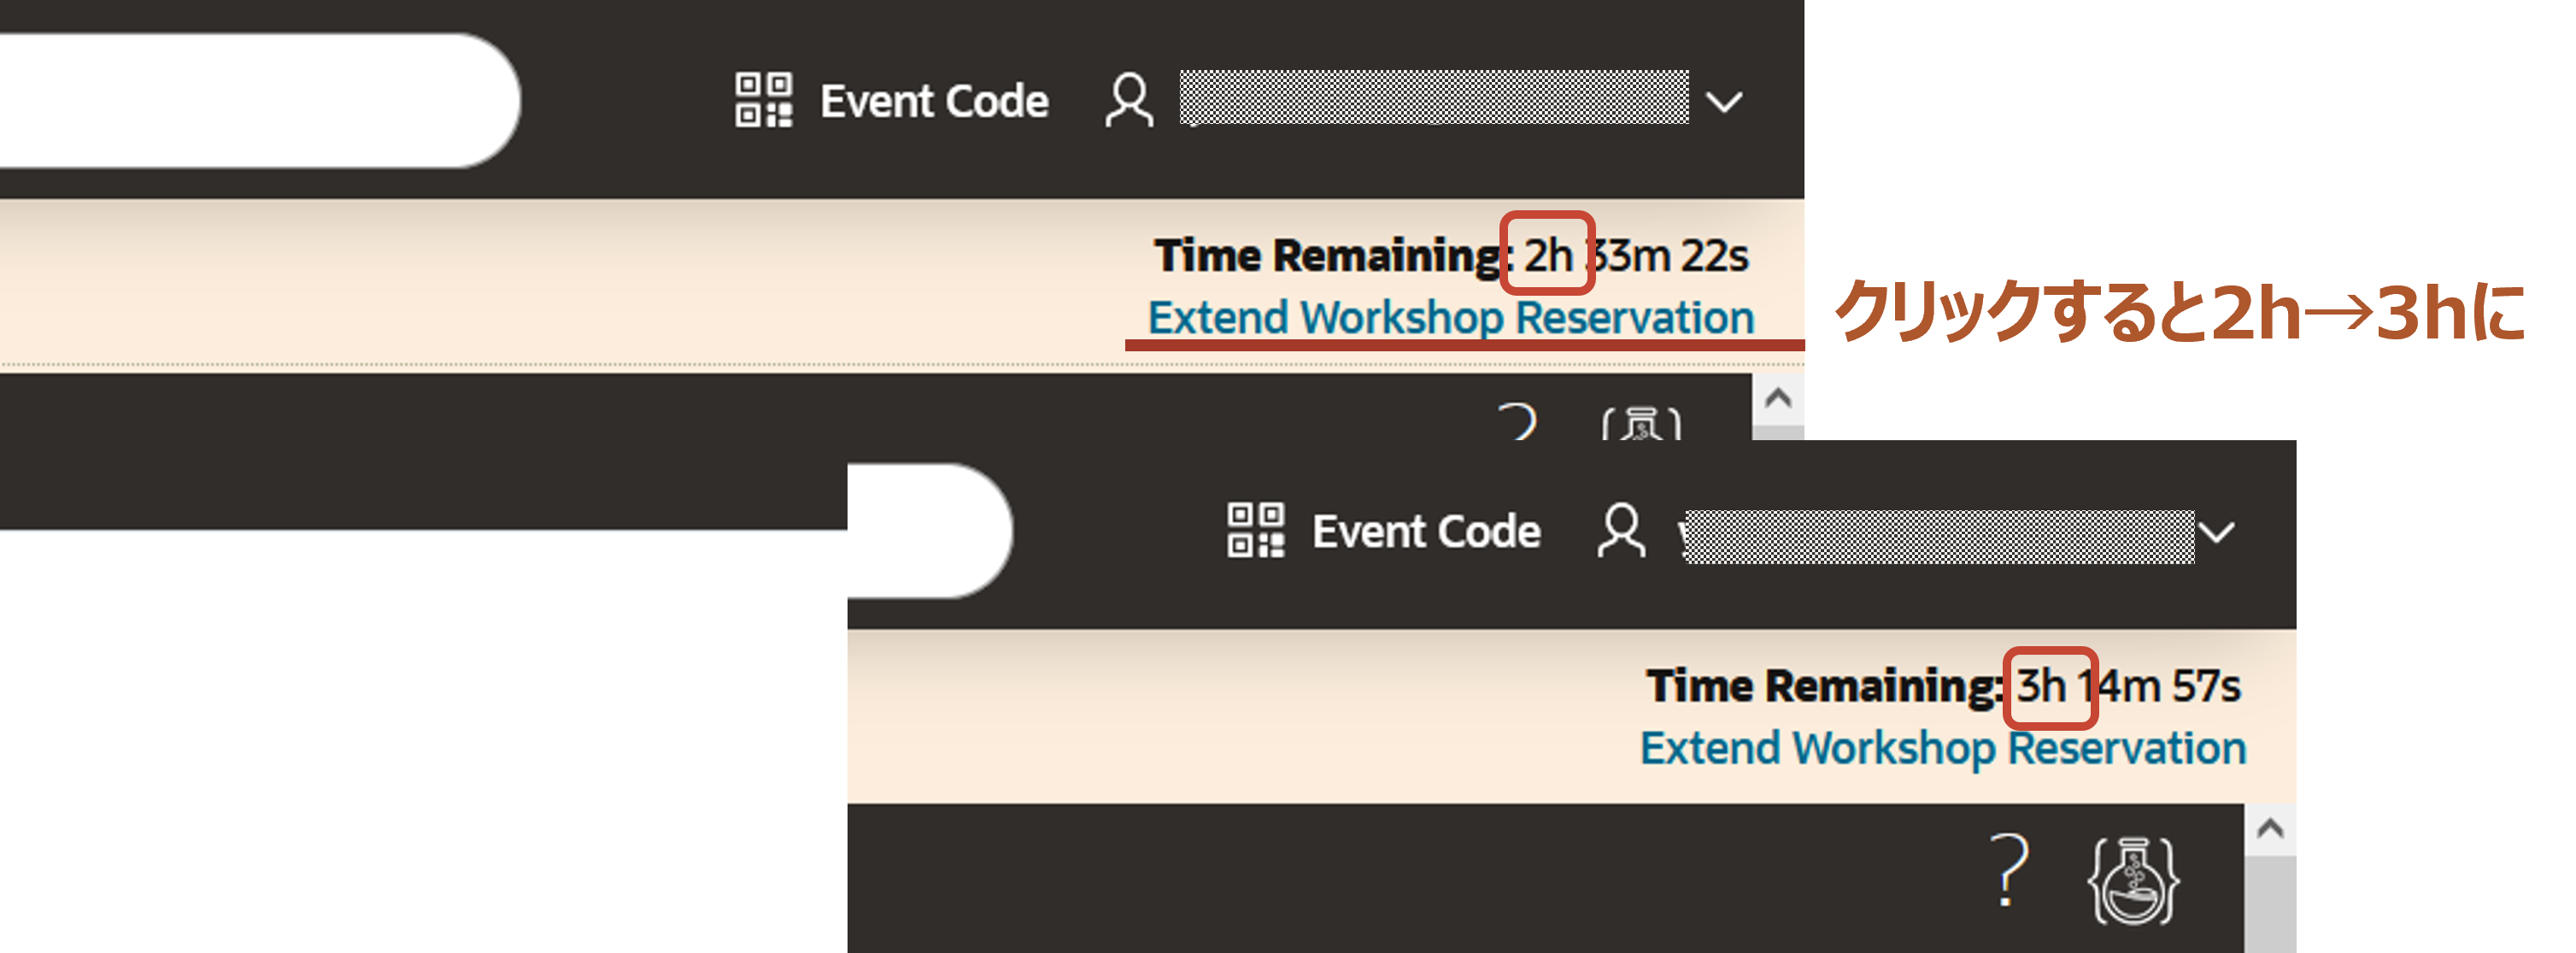 Event Code
Time Remaining: 2h 33m 22s
Extend Workshop Reservation
クリックすると2h→3hに
?
Event Code
Time Remaining: 3h 14m 57s
Extend Workshop Reservation
?